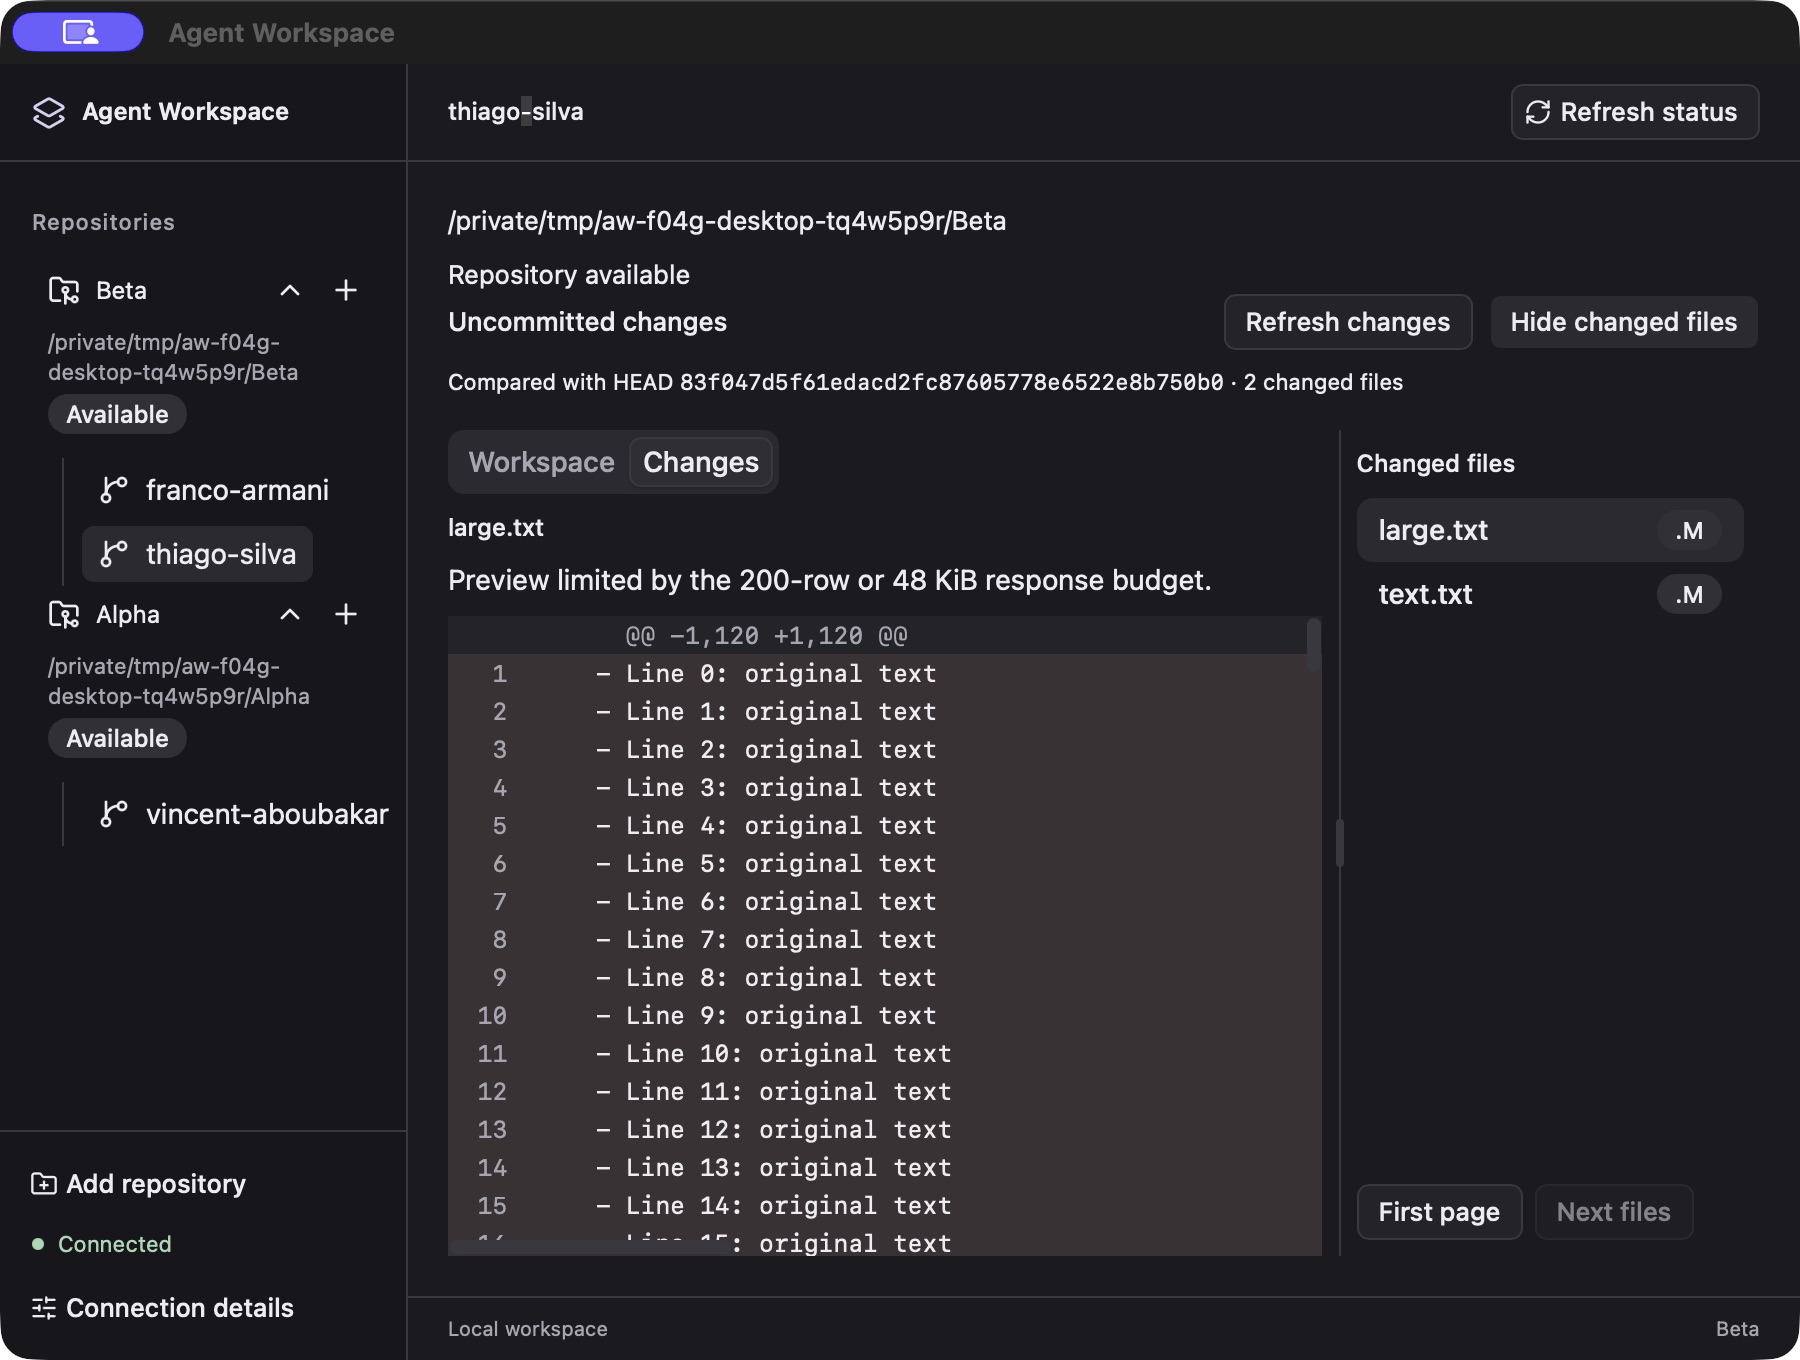 Agent Workspace
Agent Workspace
thiago-silva
Refresh status
Repositories
Beta
/private/tmp/aw-f04g-
desktop-tq4w5p9r/Beta
Available
franco-armani
thiago-silva
Alpha
/private/tmp/aw-f04g-
desktop-tq4w5p9r/Alpha
Available
vincent-aboubakar
Add repository
Connected
Connection details
/private/tmp/aw-f04g-desktop-tq4w5p9r/Beta
Repository available
Uncommitted changes
Refresh changes
Hide changed files
Compared with HEAD 83f047d5f61edacd2fc87605778e6522e8b750b0 · 2 changed files
Workspace
Changes
large.txt
Preview limited by the 200-row or 48 KiB response budget.
@@ −1,120 +1,120 @@
1 − Line 0: original text
2 − Line 1: original text
3 − Line 2: original text
4 − Line 3: original text
5 − Line 4: original text
6 − Line 5: original text
7 − Line 6: original text
8 − Line 7: original text
9 − Line 8: original text
10 − Line 9: original text
11 − Line 10: original text
12 − Line 11: original text
13 − Line 12: original text
14 − Line 13: original text
15 − Line 14: original text
16 − Line 15: original text
Changed files
large.txt .M
text.txt .M
First page
Next files
Local workspace
Beta